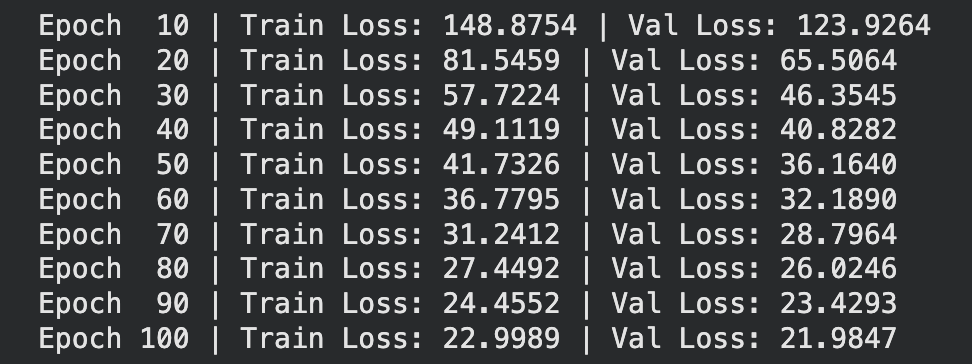 Epoch  10 | Train Loss: 148.8754 | Val Loss: 123.9264
Epoch  20 | Train Loss: 81.5459 | Val Loss: 65.5064
Epoch  30 | Train Loss: 57.7224 | Val Loss: 46.3545
Epoch  40 | Train Loss: 49.1119 | Val Loss: 40.8282
Epoch  50 | Train Loss: 41.7326 | Val Loss: 36.1640
Epoch  60 | Train Loss: 36.7795 | Val Loss: 32.1890
Epoch  70 | Train Loss: 31.2412 | Val Loss: 28.7964
Epoch  80 | Train Loss: 27.4492 | Val Loss: 26.0246
Epoch  90 | Train Loss: 24.4552 | Val Loss: 23.4293
Epoch 100 | Train Loss: 22.9989 | Val Loss: 21.9847